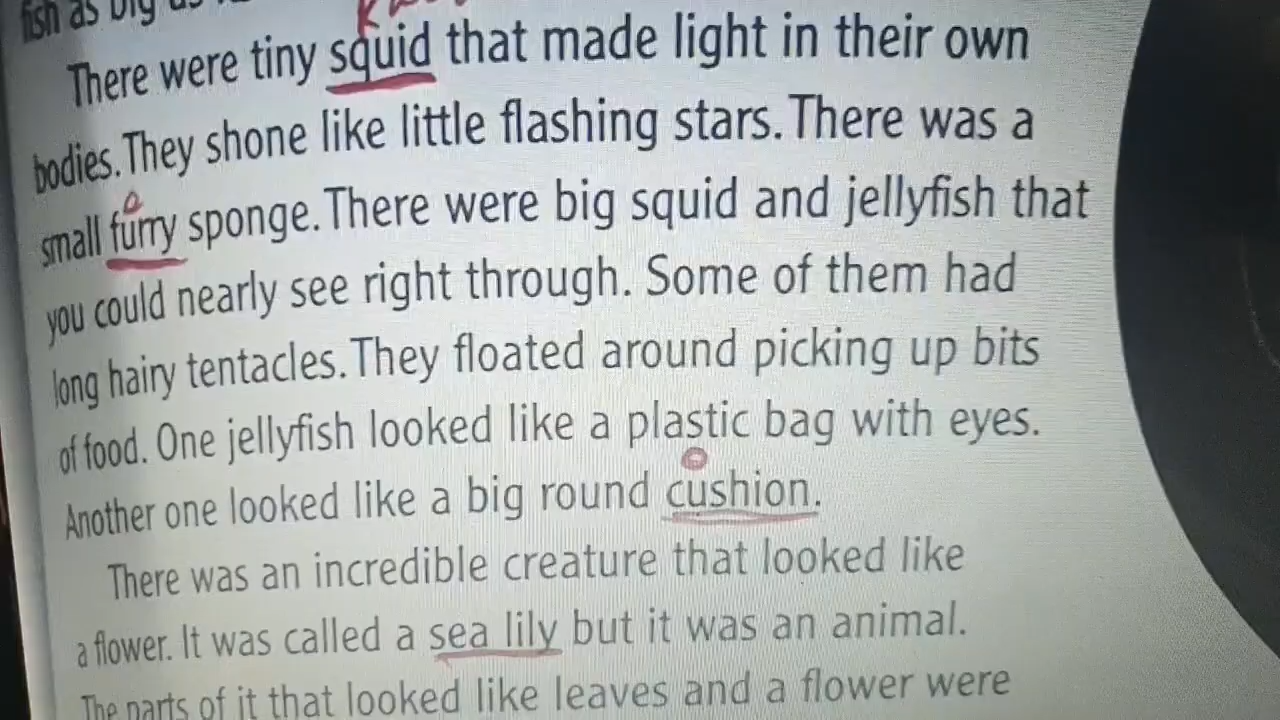 fish as big as
There were tiny squid that made light in their own
bodies. They shone like little flashing stars. There was a
small furry sponge. There were big squid and jellyfish that
you could nearly see right through. Some of them had
long hairy tentacles. They floated around picking up bits
of food. One jellyfish looked like a plastic bag with eyes.
Another one looked like a big round cushion.
There was an incredible creature that looked like
a flower. It was called a sea lily but it was an animal.
The parts of it that looked like leaves and a flower were